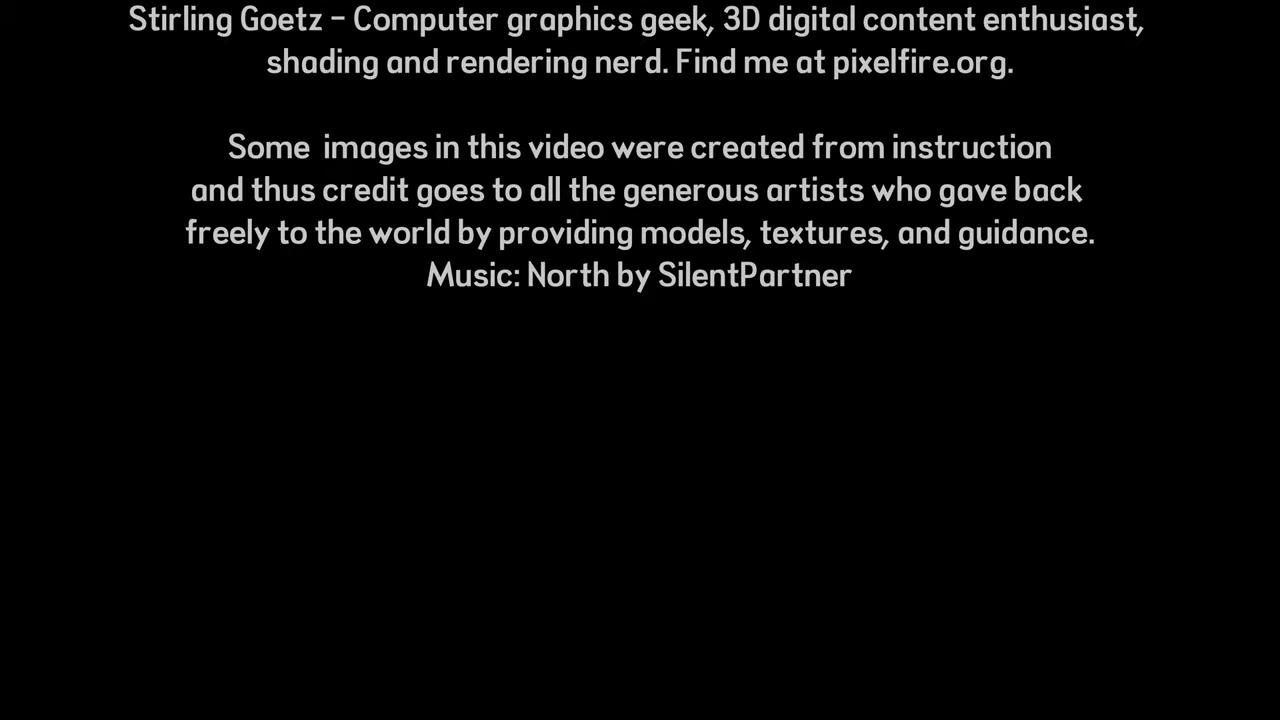 Stirling Goetz - Computer graphics geek, 3D digital content enthusiast,
shading and rendering nerd. Find me at pixelfire.org.
Some images in this video were created from instruction
and thus credit goes to all the generous artists who gave back
freely to the world by providing models, textures, and guidance.
Music: North by SilentPartner